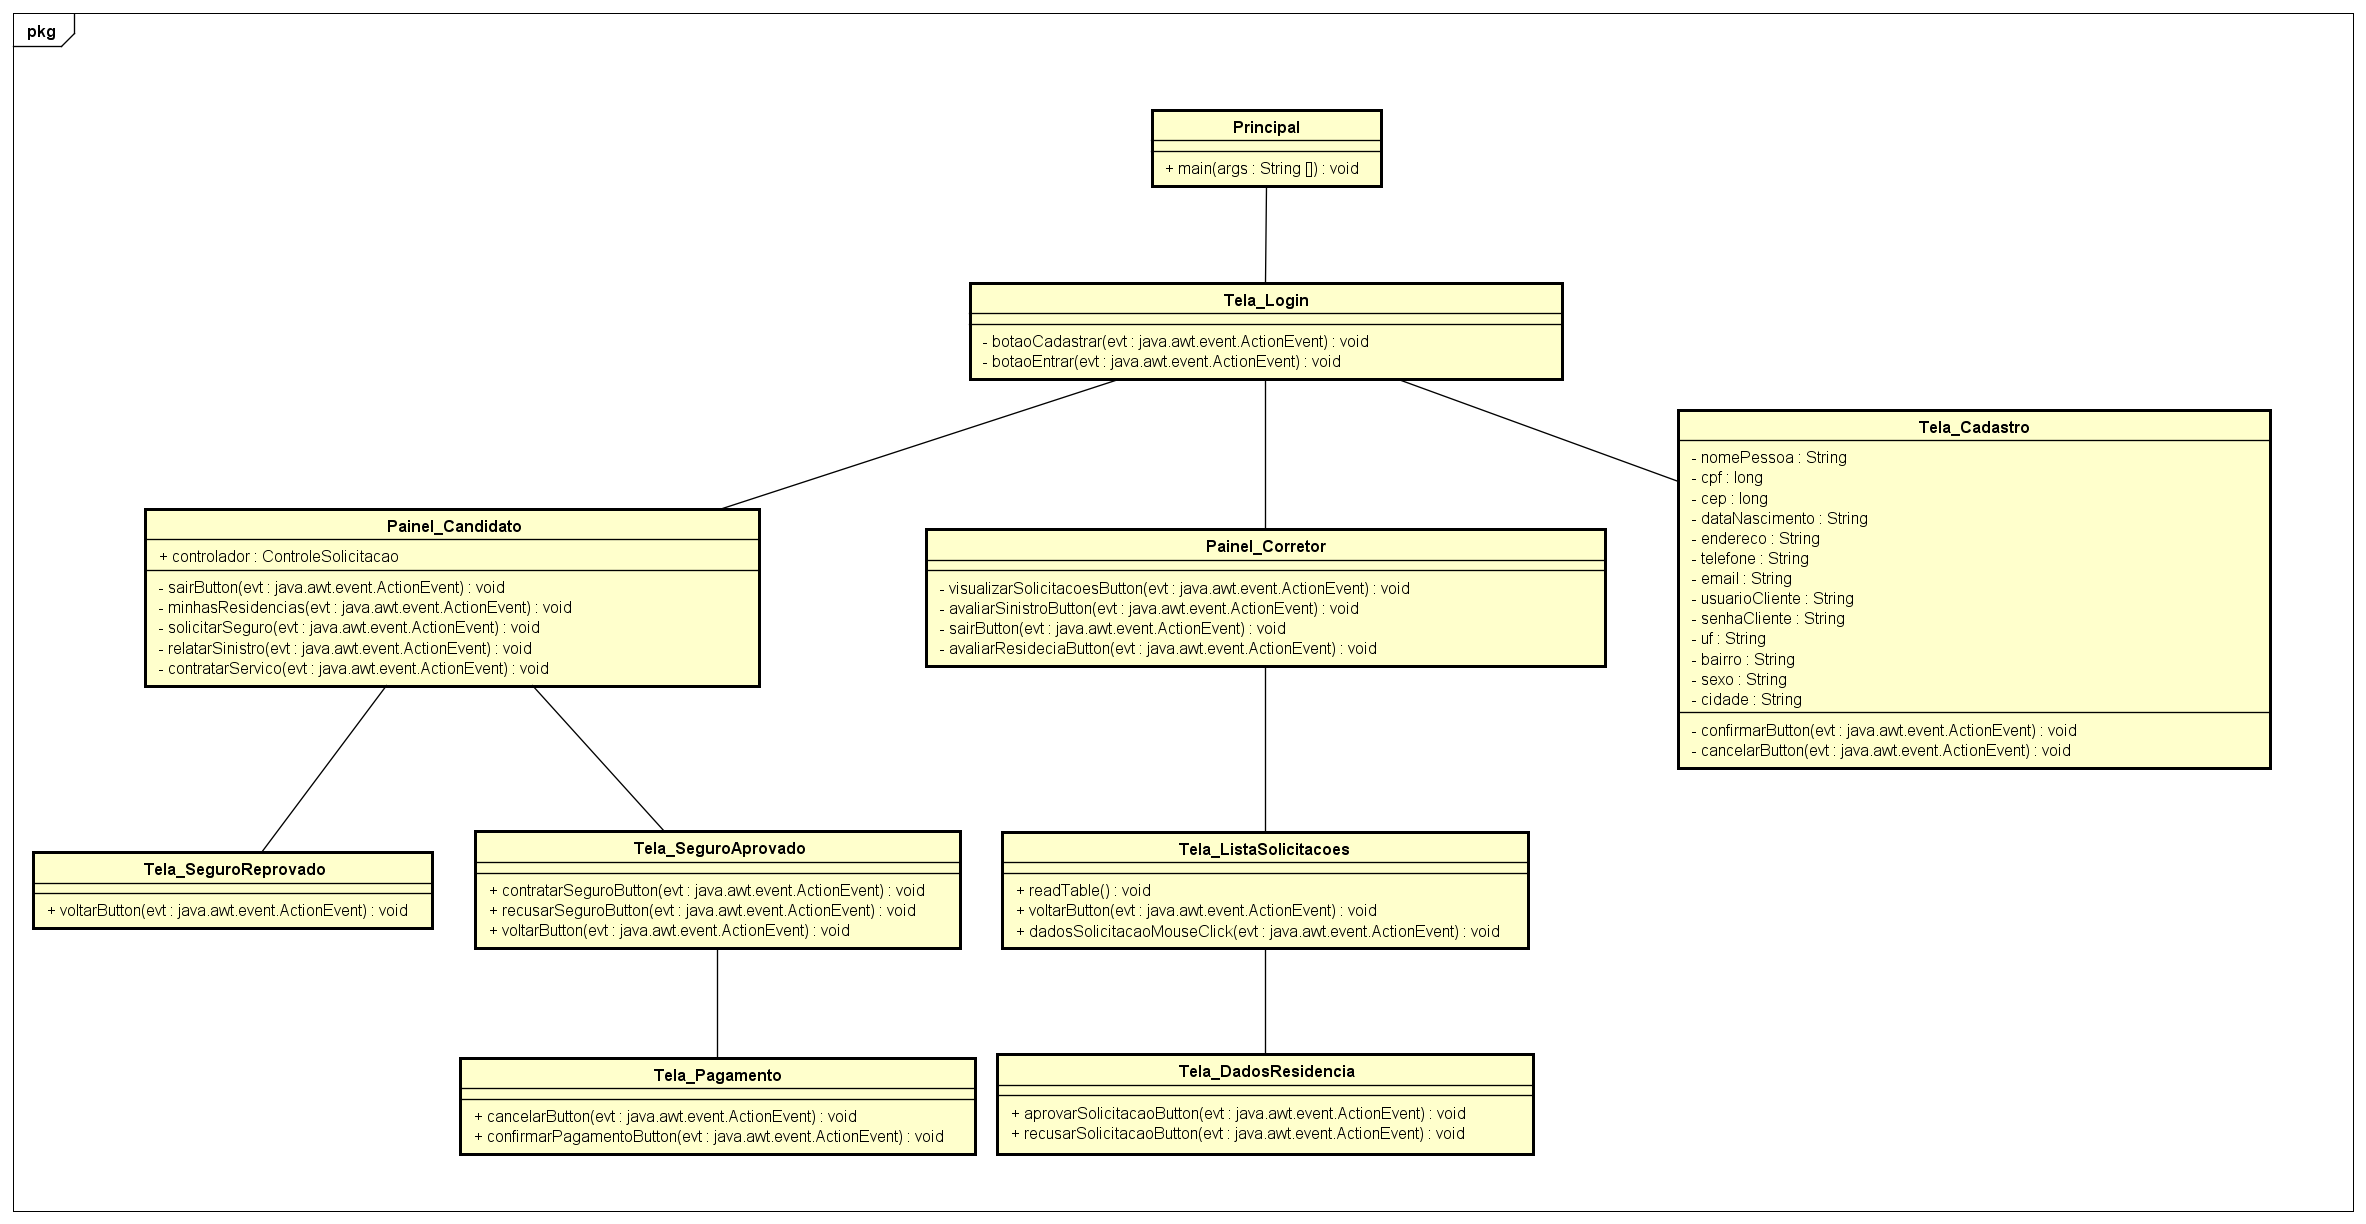 pkg
Principal
+ main(args : String []) : void
Tela_Login
- botaoCadastrar(evt : java.awt.event.ActionEvent) : void
- botaoEntrar(evt : java.awt.event.ActionEvent) : void
Tela_Cadastro
- nomePessoa : String
- cpf : long
- cep : long
- dataNascimento : String
- endereco : String
- telefone : String
- email : String
- usuarioCliente : String
- senhaCliente : String
- uf : String
- bairro : String
- sexo : String
- cidade : String
- confirmarButton(evt : java.awt.event.ActionEvent) : void
- cancelarButton(evt : java.awt.event.ActionEvent) : void
Painel_Candidato
+ controlador : ControleSolicitacao
- sairButton(evt : java.awt.event.ActionEvent) : void
- minhasResidencias(evt : java.awt.event.ActionEvent) : void
- solicitarSeguro(evt : java.awt.event.ActionEvent) : void
- relatarSinistro(evt : java.awt.event.ActionEvent) : void
- contratarServico(evt : java.awt.event.ActionEvent) : void
Painel_Corretor
- visualizarSolicitacoesButton(evt : java.awt.event.ActionEvent) : void
- avaliarSinistroButton(evt : java.awt.event.ActionEvent) : void
- sairButton(evt : java.awt.event.ActionEvent) : void
- avaliarResideciaButton(evt : java.awt.event.ActionEvent) : void
Tela_SeguroReprovado
+ voltarButton(evt : java.awt.event.ActionEvent) : void
Tela_SeguroAprovado
+ contratarSeguroButton(evt : java.awt.event.ActionEvent) : void
+ recusarSeguroButton(evt : java.awt.event.ActionEvent) : void
+ voltarButton(evt : java.awt.event.ActionEvent) : void
Tela_ListaSolicitacoes
+ readTable() : void
+ voltarButton(evt : java.awt.event.ActionEvent) : void
+ dadosSolicitacaoMouseClick(evt : java.awt.event.ActionEvent) : void
Tela_Pagamento
+ cancelarButton(evt : java.awt.event.ActionEvent) : void
+ confirmarPagamentoButton(evt : java.awt.event.ActionEvent) : void
Tela_DadosResidencia
+ aprovarSolicitacaoButton(evt : java.awt.event.ActionEvent) : void
+ recusarSolicitacaoButton(evt : java.awt.event.ActionEvent) : void